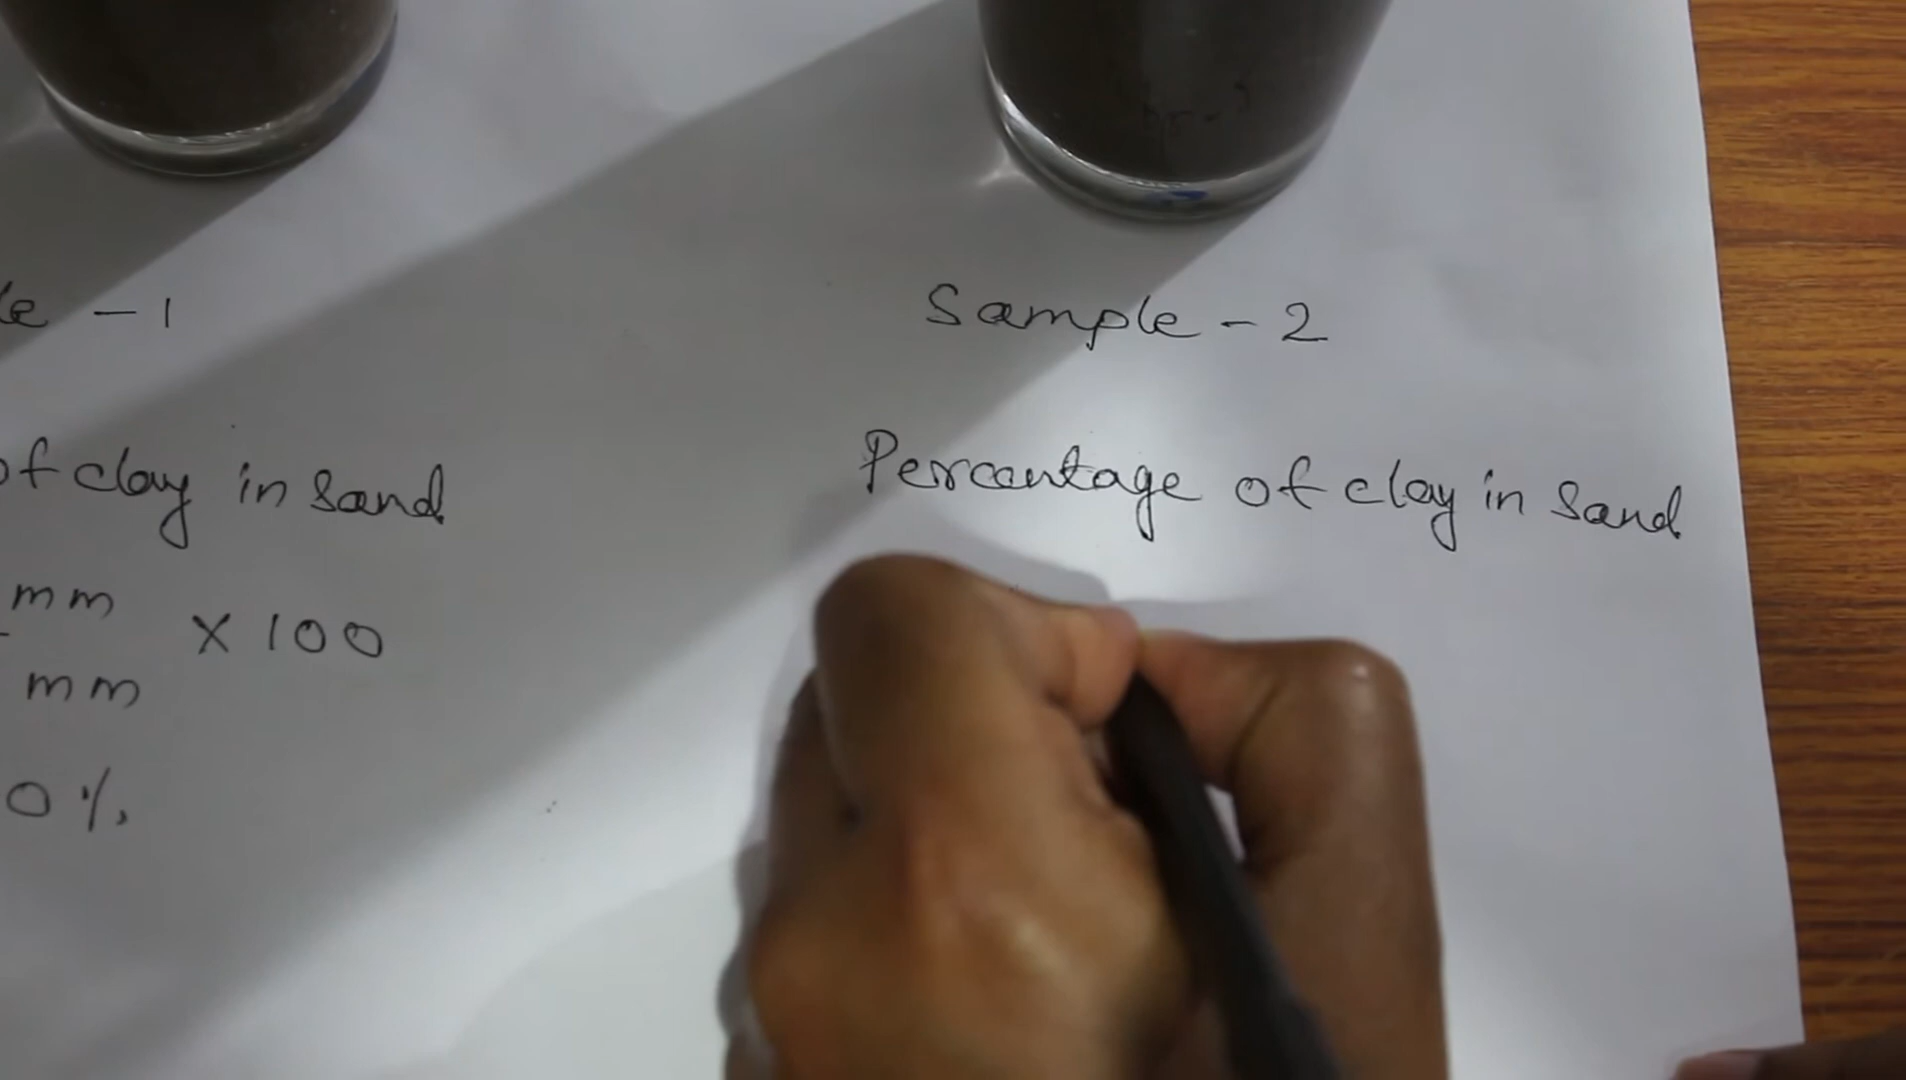 Sample - 2
Percentage of clay in Sand
le - 1
of clay in Sand
mm
mm
X 100
0%